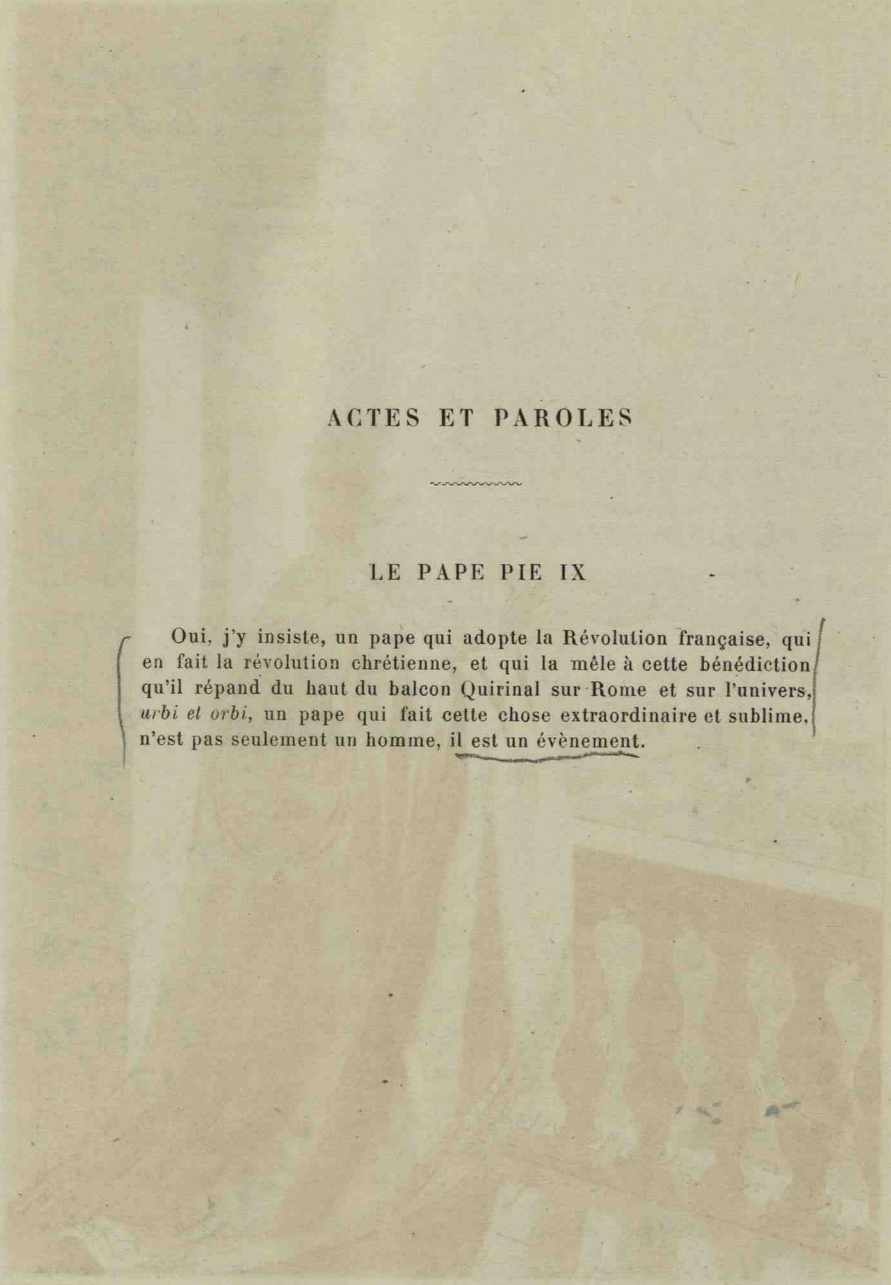 ACTES ET PAROLES
LE PAPE PIE IX
Oui, j'y insiste, un pape qui adopte la Révolution française, qui
en fait la révolution chrétienne, et qui la mêle à cette bénédiction
qu'il répand du haut du balcon Quirinal sur Rome et sur l'univers,
urbi et orbi, un pape qui fait cette chose extraordinaire et sublime,
n'est pas seulement un homme, il est un évènement.